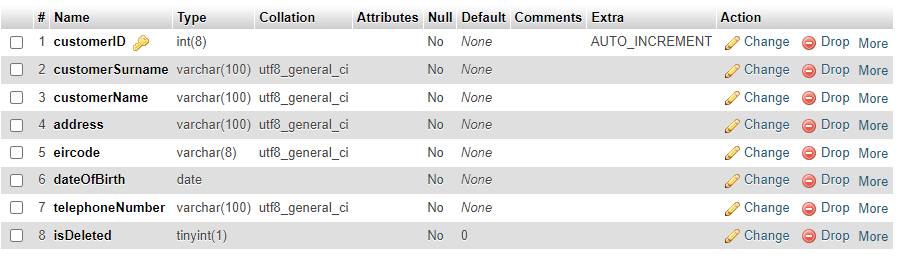 # Name Type Collation Attributes Null Default Comments Extra Action
1 customerID int(8) No None AUTO_INCREMENT Change Drop More
2 customerSurname varchar(100) utf8_general_ci No None Change Drop More
3 customerName varchar(100) utf8_general_ci No None Change Drop More
4 address varchar(100) utf8_general_ci No None Change Drop More
5 eircode varchar(8) utf8_general_ci No None Change Drop More
6 dateOfBirth date No None Change Drop More
7 telephoneNumber varchar(100) utf8_general_ci No None Change Drop More
8 isDeleted tinyint(1) No 0 Change Drop More